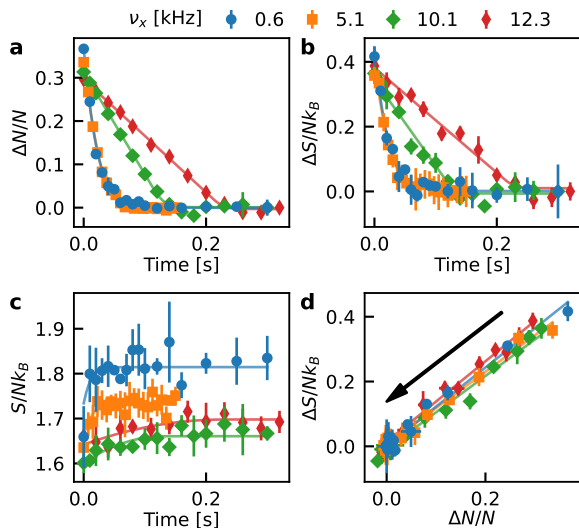 ν_x [kHz] 0.6 5.1 10.1 12.3
a
0.3
0.2
0.1
0.0
ΔN/N
0.0 0.2
Time [s]
b
0.4
0.2
0.0
ΔS/Nk_B
0.0 0.2
Time [s]
c
1.9
1.8
1.7
1.6
S/Nk_B
0.0 0.2
Time [s]
d
0.4
0.2
0.0
ΔS/Nk_B
0.0 0.2
ΔN/N